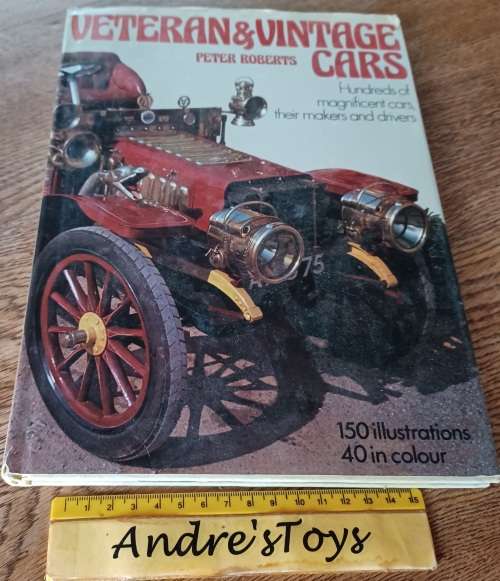 VETERAN&VINTAGE
PETER ROBERTS CARS
Hundreds of
magnificent cars,
their makers and drivers
75
150 illustrations
40 in colour
1 2 3 4 5 6 7 8 9 10 11 12 13 14 15
Andre'sToys